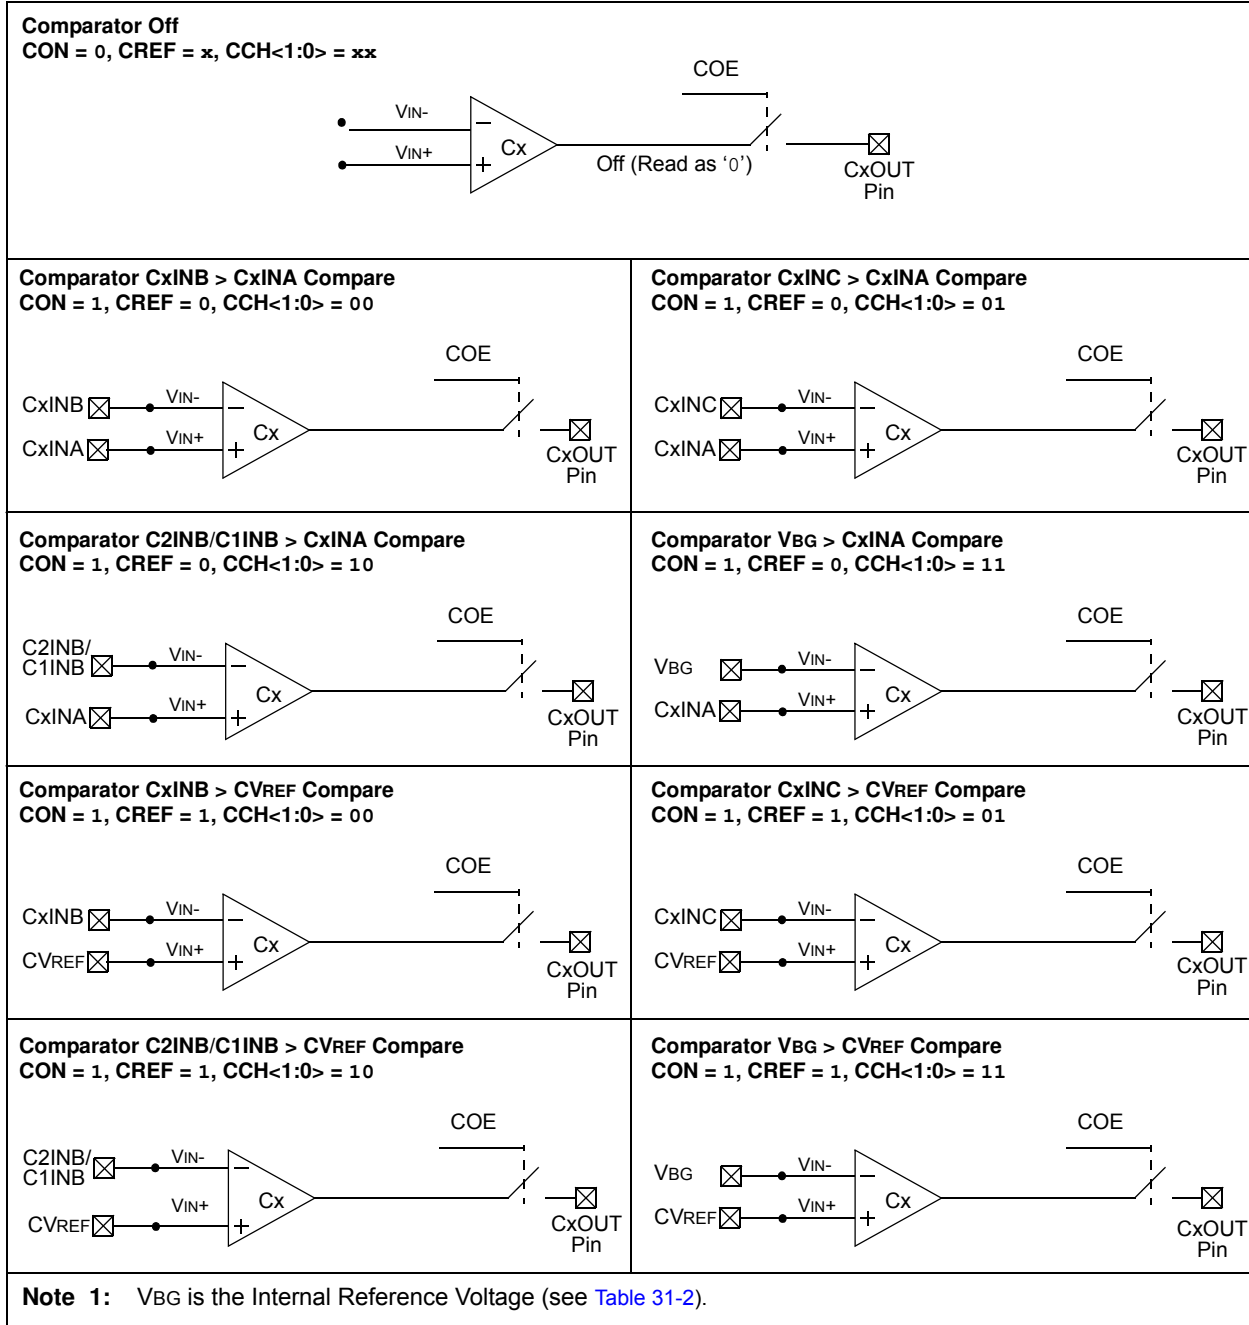 Comparator Off
CON = 0, CREF = x, CCH<1:0> = xx
COE
VIN-
VIN+
Cx
Off (Read as ‘0’)
CxOUT
Pin
Comparator CxINB > CxINA Compare
CON = 1, CREF = 0, CCH<1:0> = 00
COE
CxINB
VIN-
CxINA
VIN+
Cx
CxOUT
Pin
Comparator CxINC > CxINA Compare
CON = 1, CREF = 0, CCH<1:0> = 01
COE
CxINC
VIN-
CxINA
VIN+
Cx
CxOUT
Pin
Comparator C2INB/C1INB > CxINA Compare
CON = 1, CREF = 0, CCH<1:0> = 10
COE
C2INB/
C1INB
VIN-
CxINA
VIN+
Cx
CxOUT
Pin
Comparator VBG > CxINA Compare
CON = 1, CREF = 0, CCH<1:0> = 11
COE
VBG
VIN-
CxINA
VIN+
Cx
CxOUT
Pin
Comparator CxINB > CVREF Compare
CON = 1, CREF = 1, CCH<1:0> = 00
COE
CxINB
VIN-
CVREF
VIN+
Cx
CxOUT
Pin
Comparator CxINC > CVREF Compare
CON = 1, CREF = 1, CCH<1:0> = 01
COE
CxINC
VIN-
CVREF
VIN+
Cx
CxOUT
Pin
Comparator C2INB/C1INB > CVREF Compare
CON = 1, CREF = 1, CCH<1:0> = 10
COE
C2INB/
C1INB
VIN-
CVREF
VIN+
Cx
CxOUT
Pin
Comparator VBG > CVREF Compare
CON = 1, CREF = 1, CCH<1:0> = 11
COE
VBG
VIN-
CVREF
VIN+
Cx
CxOUT
Pin
Note 1: VBG is the Internal Reference Voltage (see Table 31-2).